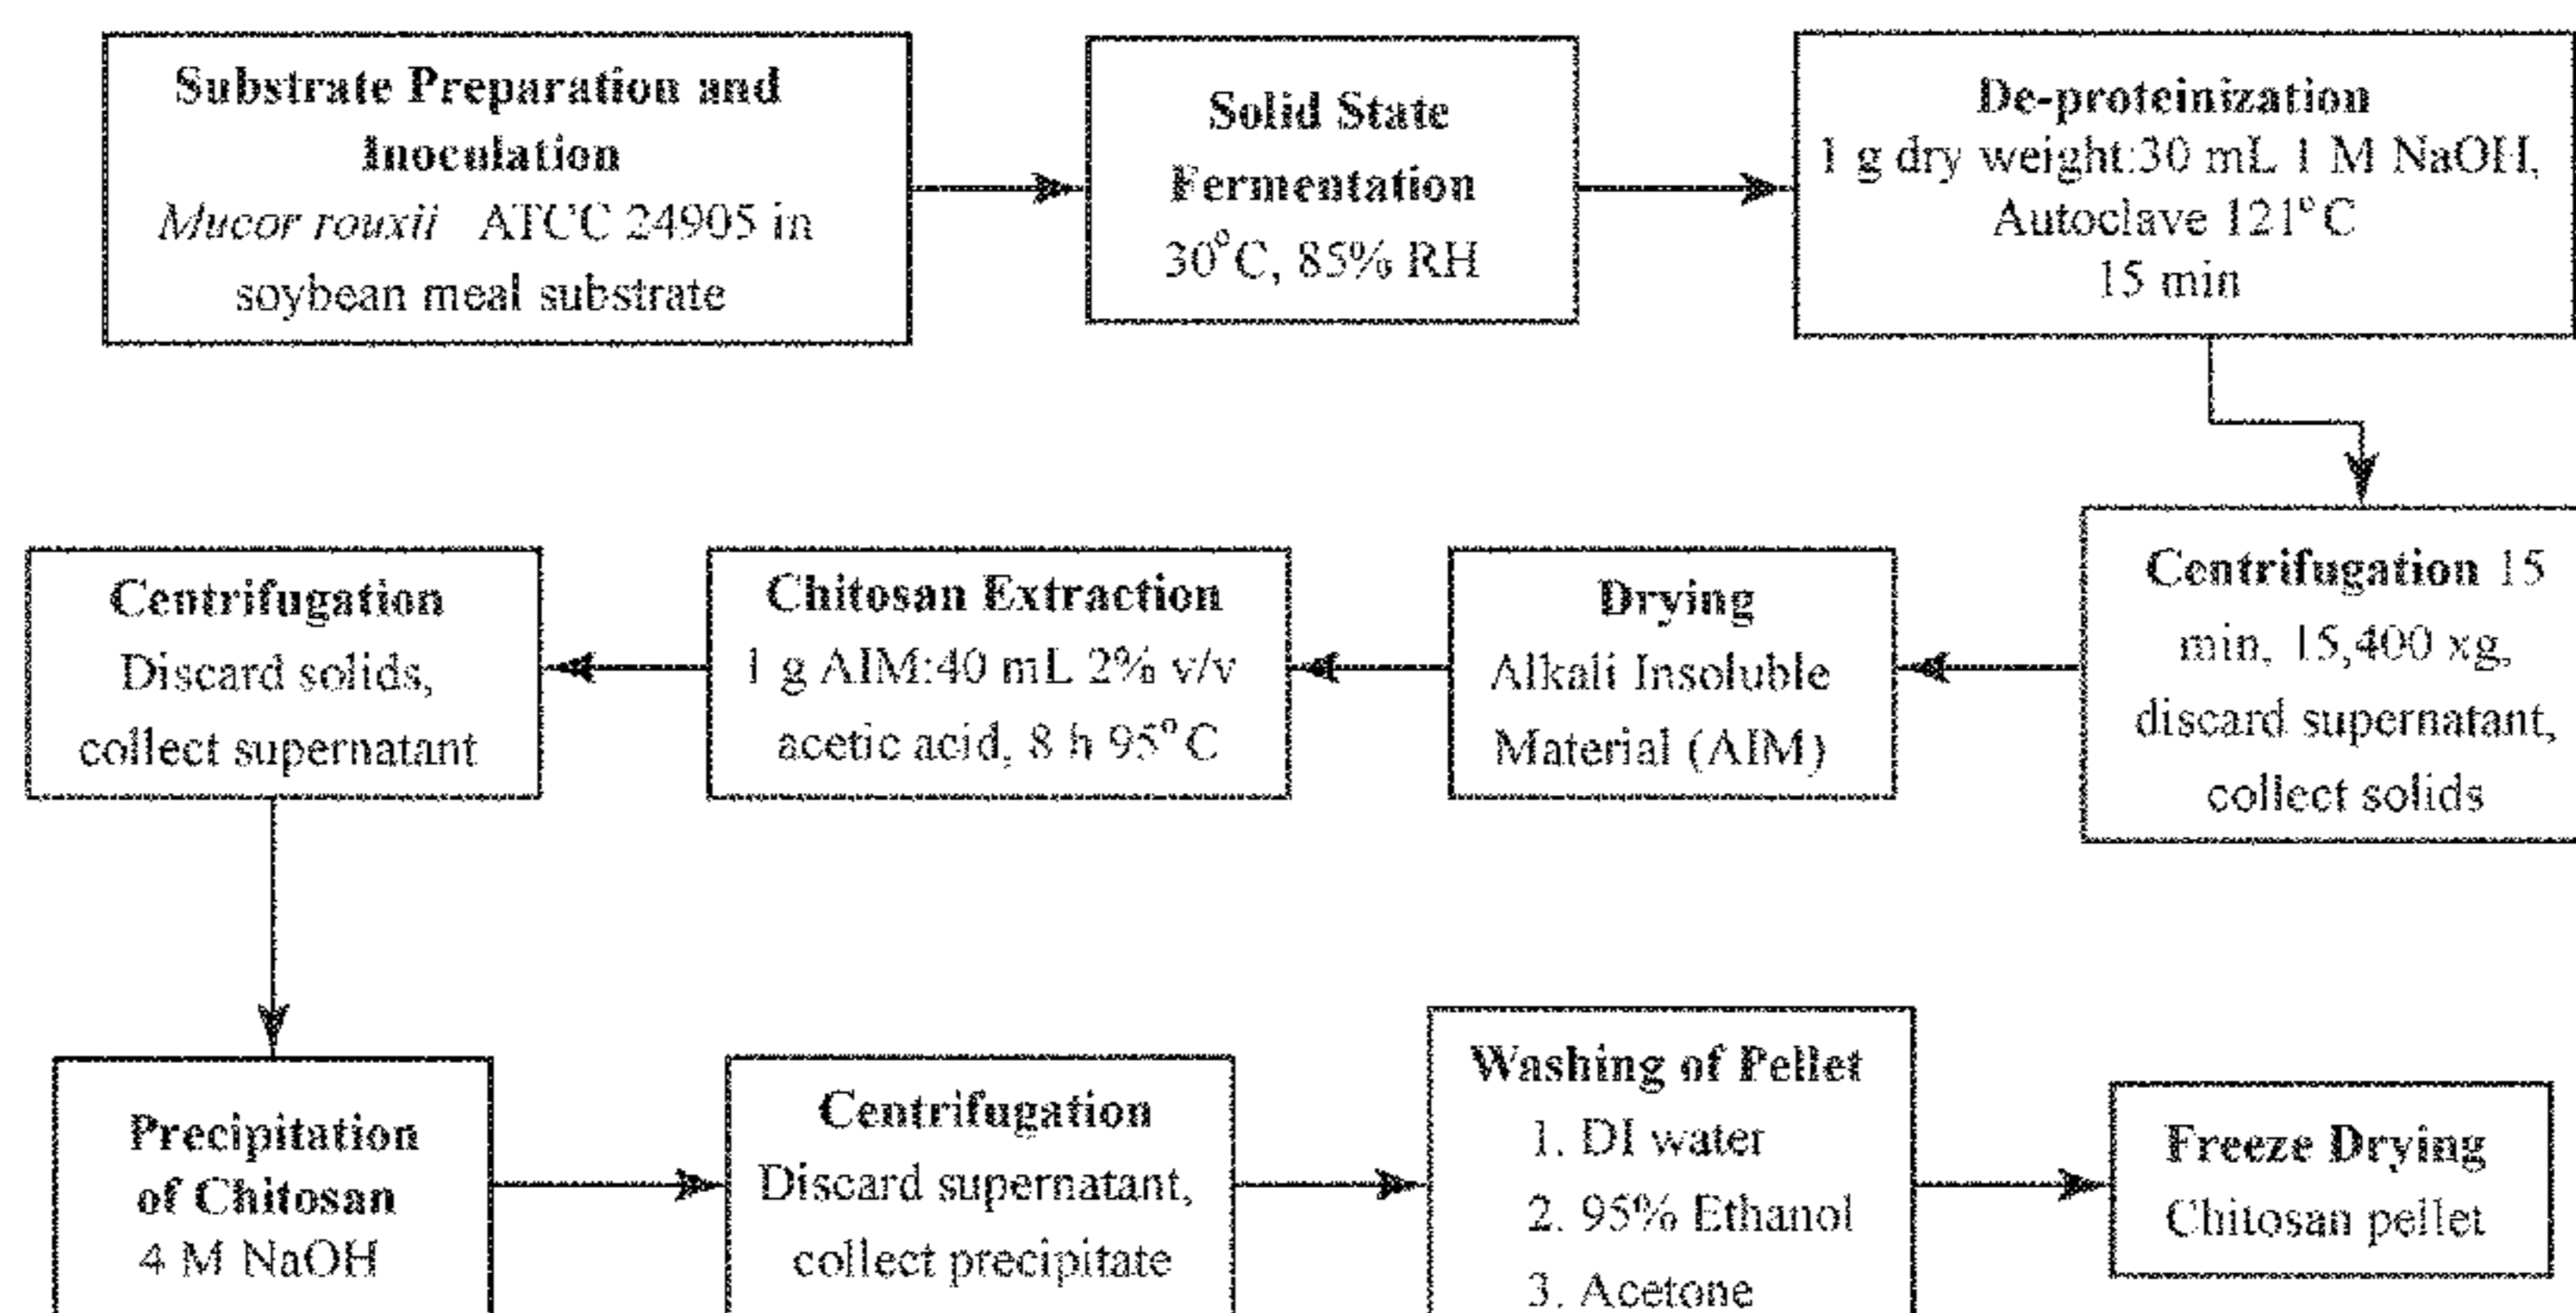 Substrate Preparation and
Inoculation
Mucor rouxii ATCC 24905 in
soybean meal substrate
Solid State
Fermentation
30°C, 85% RH
De-proteinization
1 g dry weight:30 mL 1 M NaOH,
Autoclave 121°C
15 min
Centrifugation 15
min, 15,400 xg,
discard supernatant,
collect solids
Drying
Alkali Insoluble
Material (AIM)
Chitosan Extraction
1 g AIM:40 mL 2% v/v
acetic acid, 8 h 95°C
Centrifugation
Discard solids,
collect supernatant
Precipitation
of Chitosan
4 M NaOH
Centrifugation
Discard supernatant,
collect precipitate
Washing of Pellet
1. DI water
2. 95% Ethanol
3. Acetone
Freeze Drying
Chitosan pellet